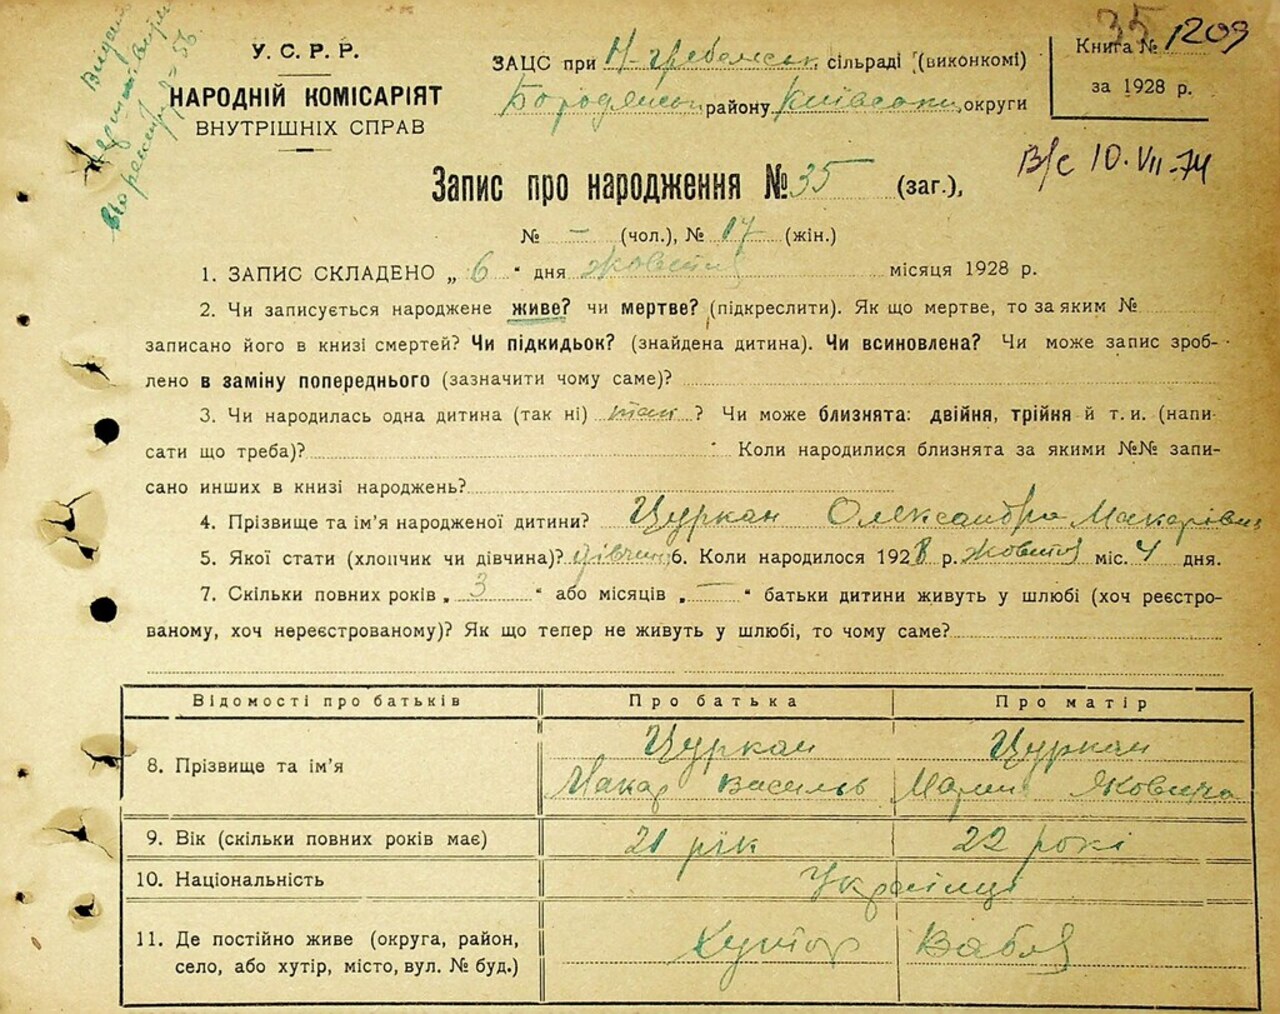 35 1209
У. С. Р. Р.
НАРОДНІЙ КОМІСАРІЯТ
ВНУТРІШНІХ СПРАВ
ЗАЦС при Н-Гребельск. сільраді (виконкомі)
Бородянськ району Київської округи
Книга №
за 1928 р.
В/с 10.VII-74
Запис про народження № 35 (заг.),
№ — (чол.), № 17 (жін.)
1. ЗАПИС СКЛАДЕНО „ 6 “ дня жовтня місяця 1928 р.
2. Чи записується народжене живе? чи мертве? (підкреслити). Як що мертве, то за яким №
записано його в книзі смертей? Чи підкидьок? (знайдена дитина). Чи всиновлена? Чи може запис зроб-
лено в заміну попереднього (зазначити чому саме)?
3. Чи народилась одна дитина (так ні) так ? Чи може близнята: двійня, трійня й т. и. (напи-
сати що треба)? Коли народилися близнята за якими №№ запи-
сано инших в книзі народжень?
4. Прізвище та ім’я народженої дитини? Цуркан Олександра Макарівна
5. Якої стати (хлопчик чи дівчина)? дівчина 6. Коли народилося 1928 р. жовтня міс. 4 дня.
7. Скільки повних років „ 3 “ або місяців „ — “ батьки дитини живуть у шлюбі (хоч реєстро-
ваному, хоч нереєстрованому)? Як що тепер не живуть у шлюбі, то чому саме?
Відомості про батьків Про батька Про матір
8. Прізвище та ім’я Цуркан Цуркан
Макар Василь Мария Яковича
9. Вік (скільки повних років має) 21 рік 22 рокі
10. Національність Українці
11. Де постійно живе (округа, район, Хутор Вабля
село, або хутір, місто, вул. № буд.)